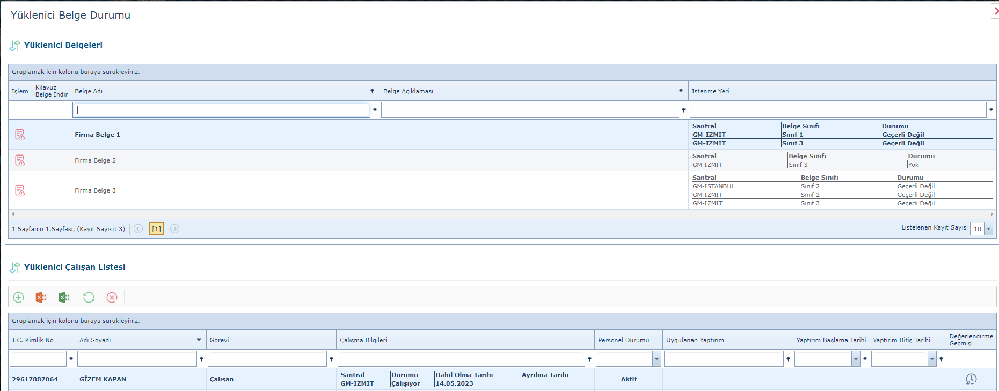 Yüklenici Belge Durumu
Yüklenici Belgeleri
Gruplamak için kolonu buraya sürükleyiniz.
İşlem Kılavuz Belge İndir Belge Adı Belge Açıklaması İstenme Yeri
Firma Belge 1
Santral Belge Sınıfı Durumu
GM-IZMIT Sınıf 1 Geçerli Değil
GM-IZMIT Sınıf 3 Geçerli Değil
Firma Belge 2
Santral Belge Sınıfı Durumu
GM-IZMIT Sınıf 3 Yok
Firma Belge 3
Santral Belge Sınıfı Durumu
GM-ISTANBUL Sınıf 2 Geçerli Değil
GM-IZMIT Sınıf 2 Geçerli Değil
GM-IZMIT Sınıf 3 Geçerli Değil
1 Sayfanın 1.Sayfası, (Kayıt Sayısı: 3) [1] Listelenen Kayıt Sayısı 10
Yüklenici Çalışan Listesi
Gruplamak için kolonu buraya sürükleyiniz.
T.C. Kimlik No Adı Soyadı Görevi Çalışma Bilgileri Personel Durumu Uygulanan Yaptırım Yaptırım Başlama Tarihi Yaptırım Bitiş Tarihi Değerlendirme Geçmişi
29617887064 GİZEM KAPAN Çalışan
Santral Durumu Dahil Olma Tarihi Ayrılma Tarihi
GM-IZMIT Çalışıyor 14.05.2023
Aktif